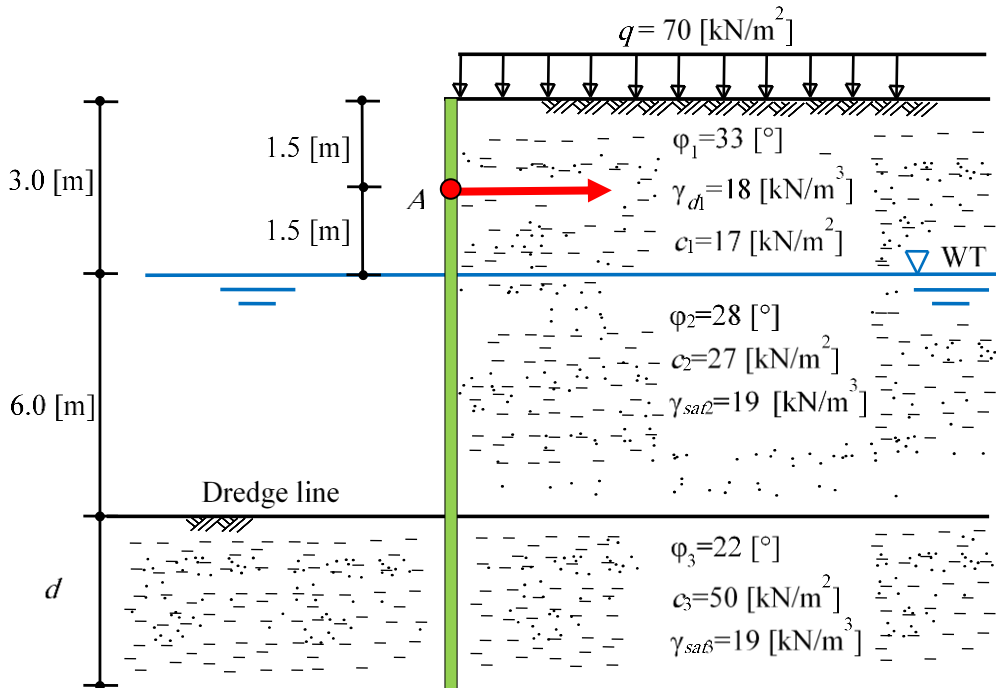 q = 70 [kN/m²]
1.5 [m]
φ₁=33 [°]
3.0 [m]
A
γd1=18 [kN/m³]
1.5 [m]
c₁=17 [kN/m²]
WT
φ₂=28 [°]
c₂=27 [kN/m²]
6.0 [m]
γsat2=19 [kN/m³]
Dredge line
φ₃=22 [°]
d
c₃=50 [kN/m²]
γsat3=19 [kN/m³]